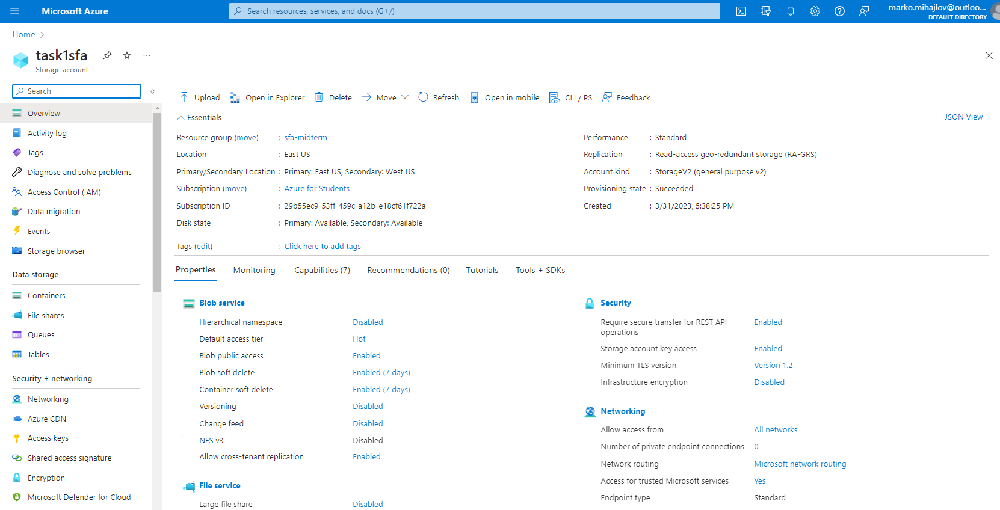 Microsoft Azure
Search resources, services, and docs (G+/)
marko.mihajlov@outloo...
DEFAULT DIRECTORY
Home
task1sfa
Storage account
Search
Overview
Activity log
Tags
Diagnose and solve problems
Access Control (IAM)
Data migration
Events
Storage browser
Data storage
Containers
File shares
Queues
Tables
Security + networking
Networking
Azure CDN
Access keys
Shared access signature
Encryption
Microsoft Defender for Cloud
Upload Open in Explorer Delete Move Refresh Open in mobile CLI / PS Feedback
Essentials
JSON View
Resource group (move) : sfa-midterm
Location : East US
Primary/Secondary Location : Primary: East US, Secondary: West US
Subscription (move) : Azure for Students
Subscription ID : 29b55ec9-53ff-459c-a12b-e18cf61f722a
Disk state : Primary: Available, Secondary: Available
Tags (edit) : Click here to add tags
Performance : Standard
Replication : Read-access geo-redundant storage (RA-GRS)
Account kind : StorageV2 (general purpose v2)
Provisioning state : Succeeded
Created : 3/31/2023, 5:38:25 PM
Properties Monitoring Capabilities (7) Recommendations (0) Tutorials Tools + SDKs
Blob service
Hierarchical namespace Disabled
Default access tier Hot
Blob public access Enabled
Blob soft delete Enabled (7 days)
Container soft delete Enabled (7 days)
Versioning Disabled
Change feed Disabled
NFS v3 Disabled
Allow cross-tenant replication Enabled
File service
Large file share Disabled
Security
Require secure transfer for REST API Enabled
operations
Storage account key access Enabled
Minimum TLS version Version 1.2
Infrastructure encryption Disabled
Networking
Allow access from All networks
Number of private endpoint connections 0
Network routing Microsoft network routing
Access for trusted Microsoft services Yes
Endpoint type Standard